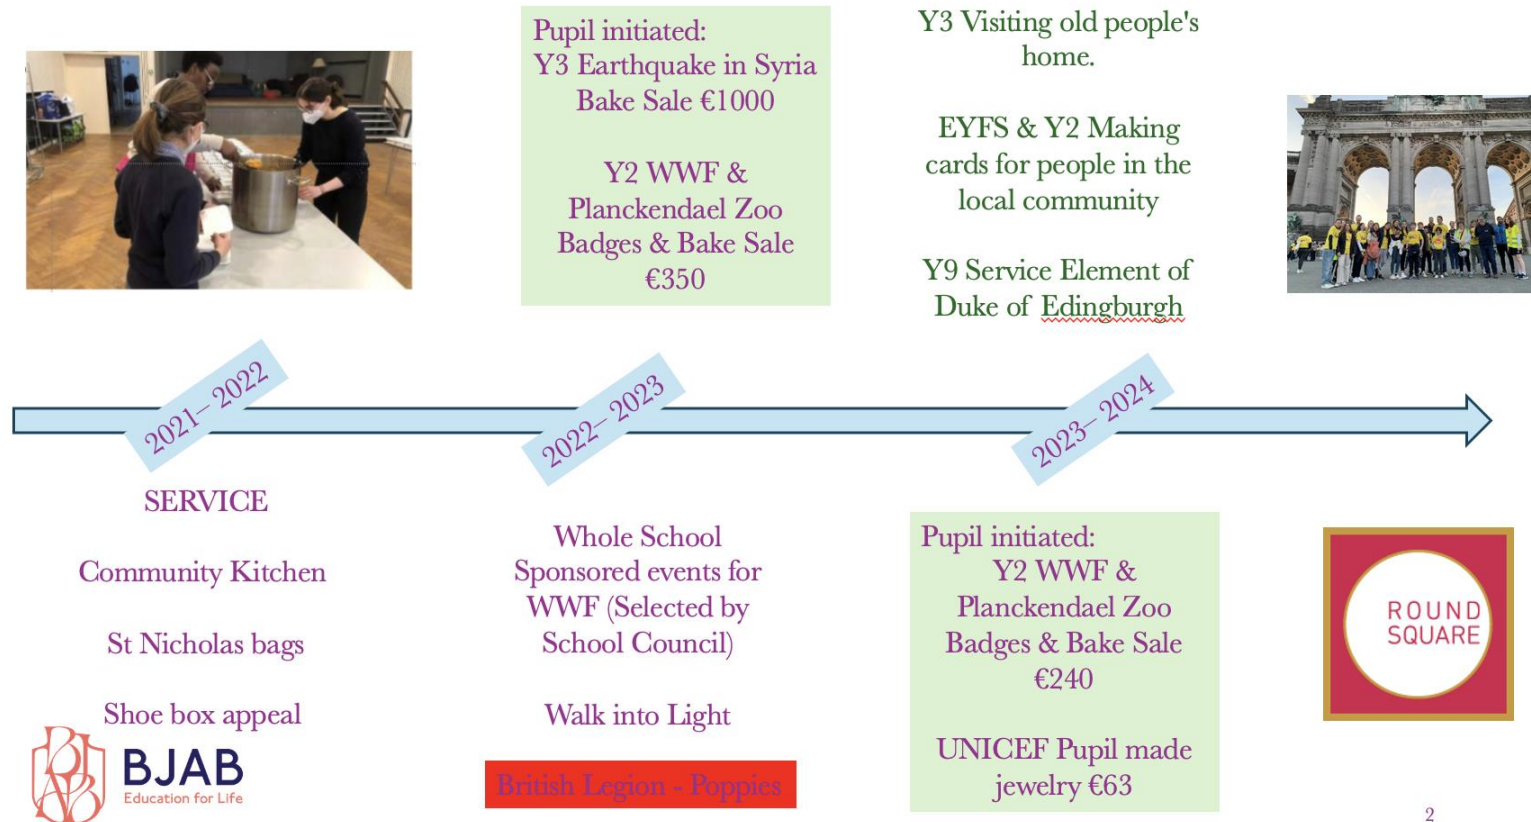 Pupil initiated:
Y3 Earthquake in Syria
Bake Sale €1000
Y2 WWF &
Planckendael Zoo
Badges & Bake Sale
€350
Y3 Visiting old people's
home.
EYFS & Y2 Making
cards for people in the
local community
Y9 Service Element of
Duke of Edingburgh
2021– 2022
2022– 2023
2023– 2024
SERVICE
Community Kitchen
St Nicholas bags
Shoe box appeal
BJAB
BJAB
Education for Life
Whole School
Sponsored events for
WWF (Selected by
School Council)
Walk into Light
British Legion - Poppies
Pupil initiated:
Y2 WWF &
Planckendael Zoo
Badges & Bake Sale
€240
UNICEF Pupil made
jewelry €63
ROUND
SQUARE
2